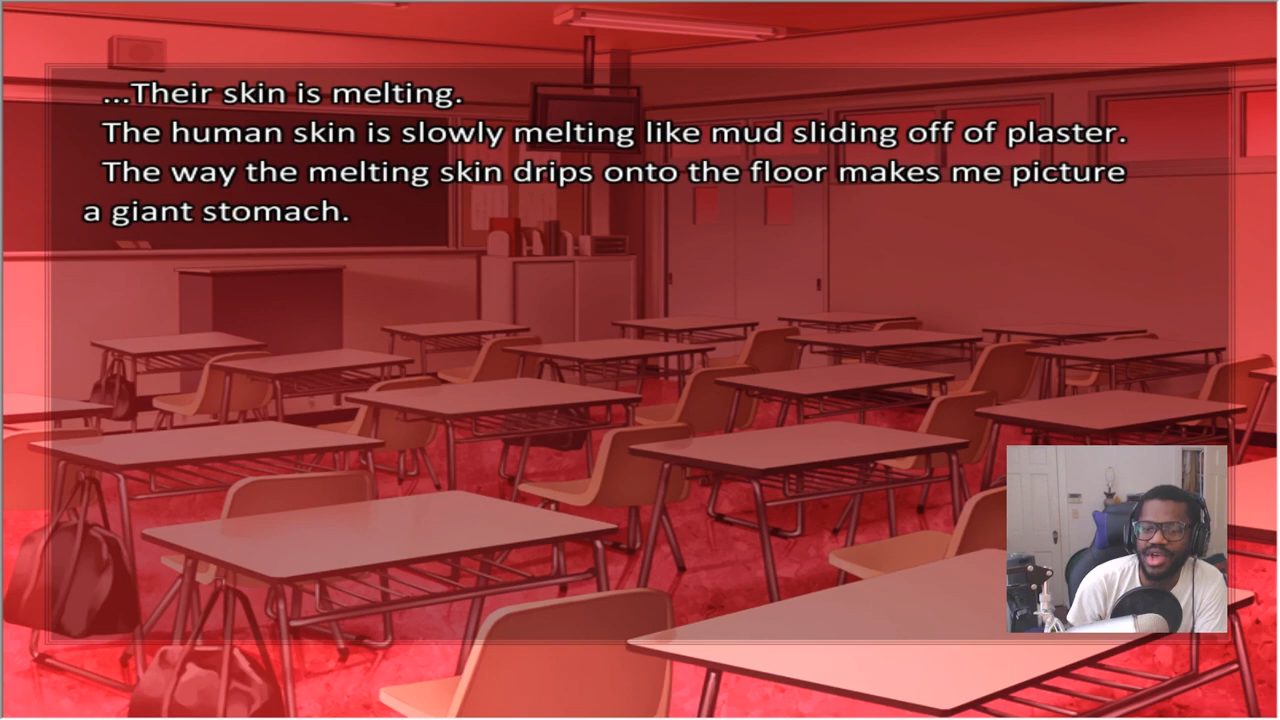 ...Their skin is melting.
The human skin is slowly melting like mud sliding off of plaster.
The way the melting skin drips onto the floor makes me picture
a giant stomach.